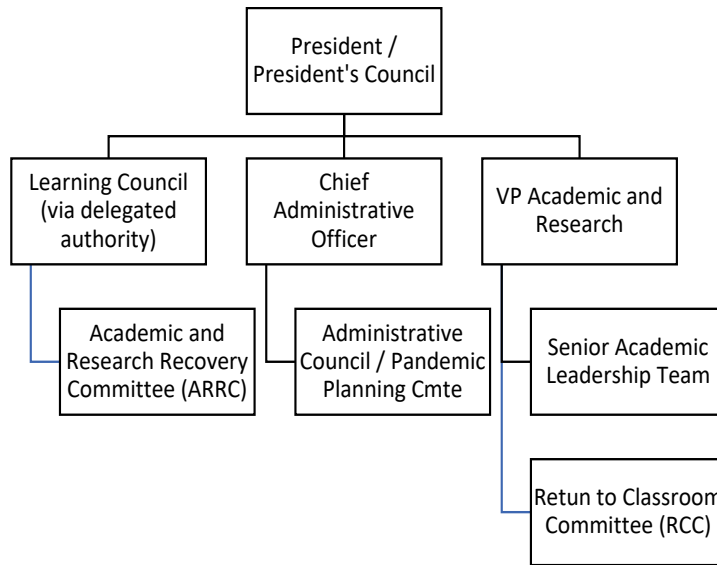 President /
President's Council
Learning Council
(via delegated
authority)
Chief
Administrative
Officer
VP Academic and
Research
Academic and
Research Recovery
Committee (ARRC)
Administrative
Council / Pandemic
Planning Cmte
Senior Academic
Leadership Team
Retun to Classroom
Committee (RCC)